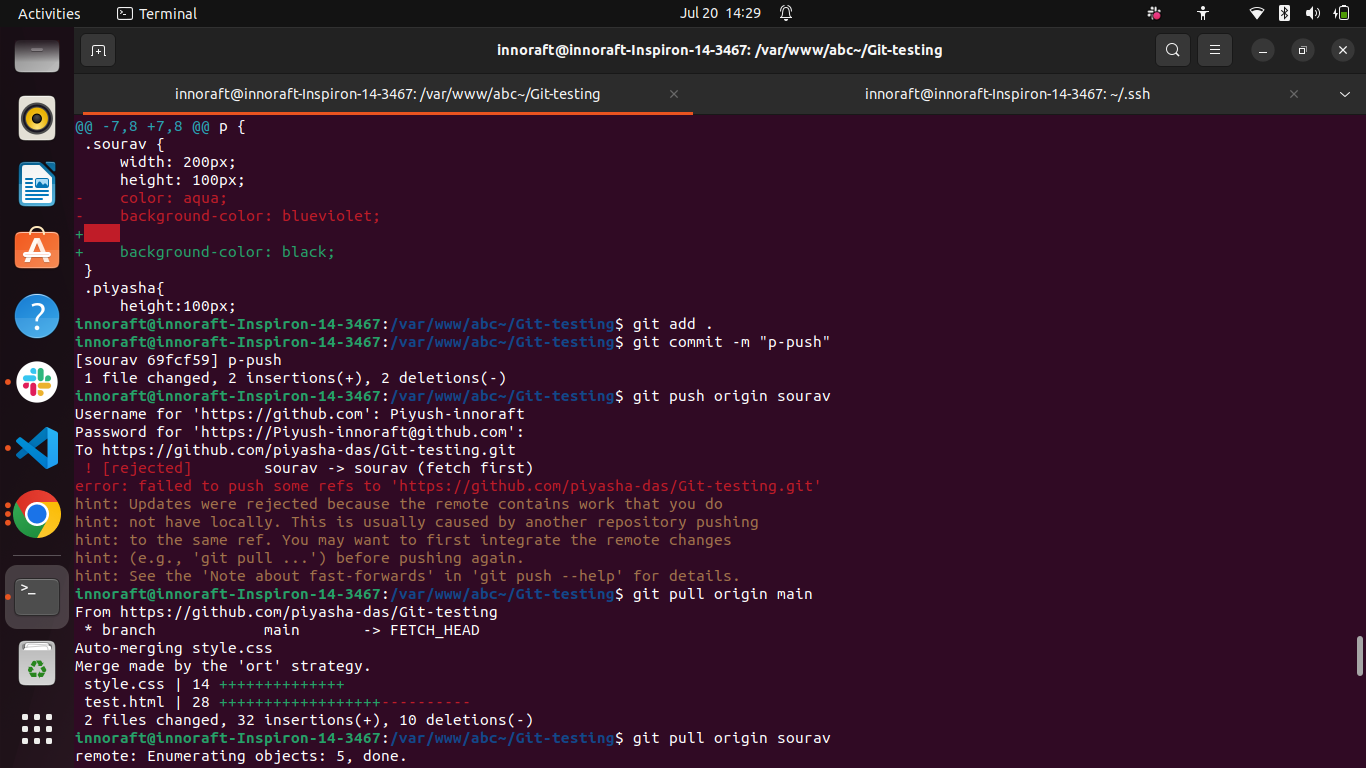 Activities Terminal Jul 20 14:29
innoraft@innoraft-Inspiron-14-3467: /var/www/abc~/Git-testing
innoraft@innoraft-Inspiron-14-3467: /var/www/abc~/Git-testing innoraft@innoraft-Inspiron-14-3467: ~/.ssh
@@ -7,8 +7,8 @@ p {
 .sourav {
     width: 200px;
     height: 100px;
-    color: aqua;
-    background-color: blueviolet;
+
+    background-color: black;
 }
 .piyasha{
     height:100px;
innoraft@innoraft-Inspiron-14-3467:/var/www/abc~/Git-testing$ git add .
innoraft@innoraft-Inspiron-14-3467:/var/www/abc~/Git-testing$ git commit -m "p-push"
[sourav 69fcf59] p-push
 1 file changed, 2 insertions(+), 2 deletions(-)
innoraft@innoraft-Inspiron-14-3467:/var/www/abc~/Git-testing$ git push origin sourav
Username for 'https://github.com': Piyush-innoraft
Password for 'https://Piyush-innoraft@github.com':
To https://github.com/piyasha-das/Git-testing.git
 ! [rejected]        sourav -> sourav (fetch first)
error: failed to push some refs to 'https://github.com/piyasha-das/Git-testing.git'
hint: Updates were rejected because the remote contains work that you do
hint: not have locally. This is usually caused by another repository pushing
hint: to the same ref. You may want to first integrate the remote changes
hint: (e.g., 'git pull ...') before pushing again.
hint: See the 'Note about fast-forwards' in 'git push --help' for details.
innoraft@innoraft-Inspiron-14-3467:/var/www/abc~/Git-testing$ git pull origin main
From https://github.com/piyasha-das/Git-testing
 * branch            main       -> FETCH_HEAD
Auto-merging style.css
Merge made by the 'ort' strategy.
 style.css | 14 ++++++++++++++
 test.html | 28 ++++++++++++++++++----------
 2 files changed, 32 insertions(+), 10 deletions(-)
innoraft@innoraft-Inspiron-14-3467:/var/www/abc~/Git-testing$ git pull origin sourav
remote: Enumerating objects: 5, done.